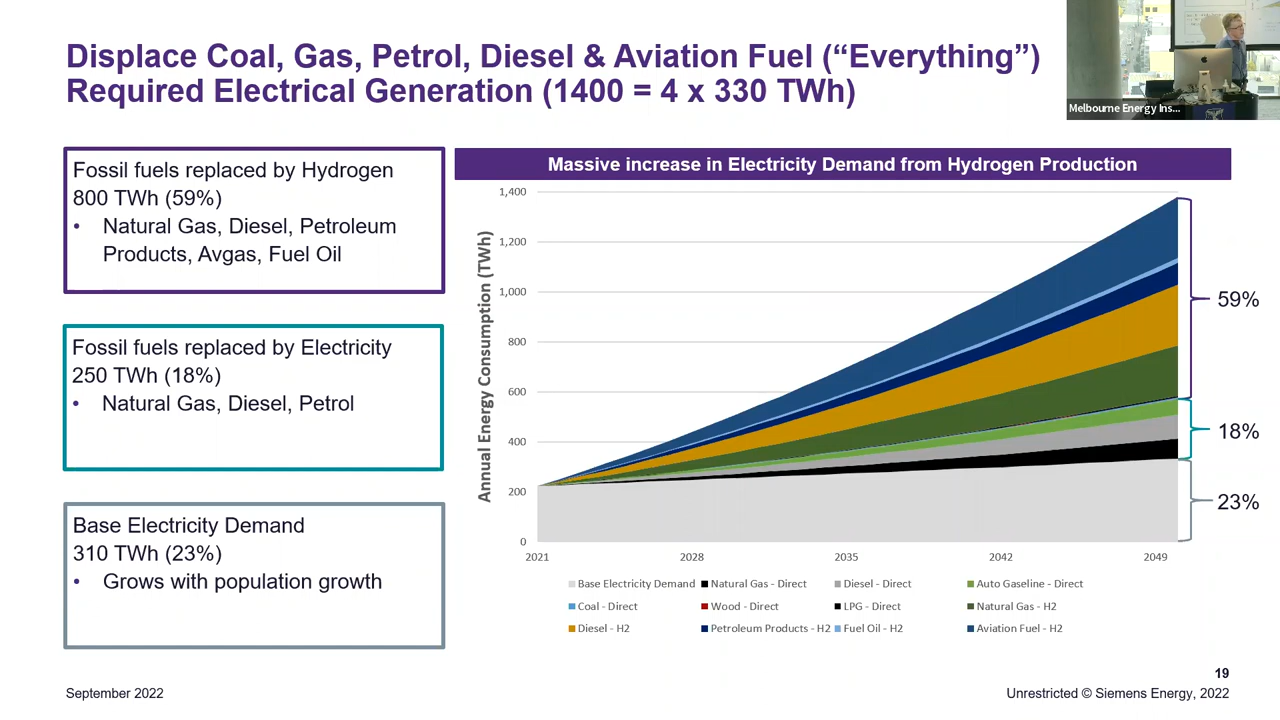 Displace Coal, Gas, Petrol, Diesel & Aviation Fuel (“Everything”)
Required Electrical Generation (1400 = 4 x 330 TWh)
Melbourne Energy Ins...
Fossil fuels replaced by Hydrogen
800 TWh (59%)
• Natural Gas, Diesel, Petroleum
Products, Avgas, Fuel Oil
Fossil fuels replaced by Electricity
250 TWh (18%)
• Natural Gas, Diesel, Petrol
Base Electricity Demand
310 TWh (23%)
• Grows with population growth
Massive increase in Electricity Demand from Hydrogen Production
Annual Energy Consumption (TWh)
1,400
1,200
1,000
800
600
400
200
0
2021 2028 2035 2042 2049
59%
18%
23%
Base Electricity Demand Natural Gas - Direct Diesel - Direct Auto Gaseline - Direct
Coal - Direct Wood - Direct LPG - Direct Natural Gas - H2
Diesel - H2 Petroleum Products - H2 Fuel Oil - H2 Aviation Fuel - H2
19
September 2022 Unrestricted © Siemens Energy, 2022